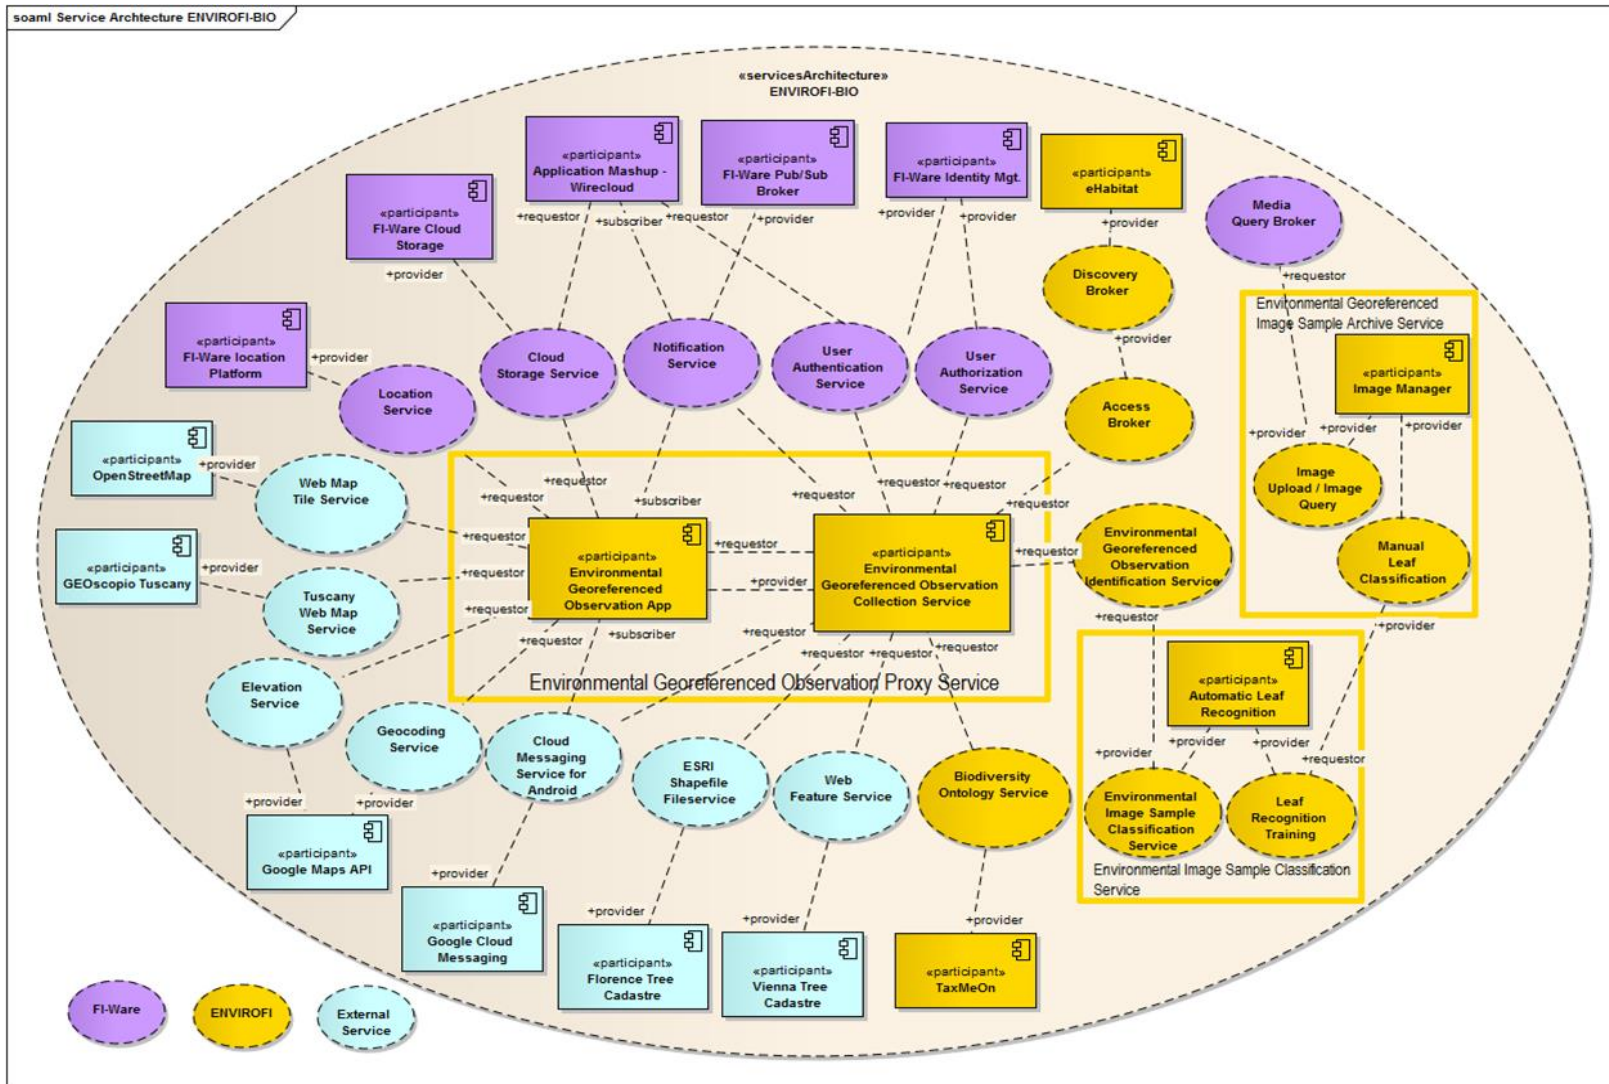 soaml Service Archtecture ENVIROFI-BIO
«servicesArchitecture»
ENVIROFI-BIO
«participant»
Application Mashup -
Wirecloud
«participant»
FI-Ware Pub/Sub
Broker
«participant»
FI-Ware Identity Mgt.
«participant»
eHabitat
«participant»
FI-Ware Cloud
Storage
Media
Query Broker
+requestor
+subscriber
+requestor
+provider
+provider
+provider
+provider
+provider
+requestor
Discovery
Broker
+provider
«participant»
FI-Ware location
Platform
+provider
Location
Service
Cloud
Storage Service
Notification
Service
User
Authentication
Service
User
Authorization
Service
Access
Broker
Environmental Georeferenced
Image Sample Archive Service
«participant»
Image Manager
+provider
+provider
+provider
Image
Upload / Image
Query
Manual
Leaf
Classification
+provider
«participant»
OpenStreetMap
+provider
Web Map
Tile Service
«participant»
GEOscopio Tuscany
+provider
Tuscany
Web Map
Service
+requestor
+requestor
+subscriber
+requestor
+requestor
+requestor
+requestor
+requestor
+requestor
+requestor
+requestor
+subscriber
«participant»
Environmental
Georeferenced
Observation App
+requestor
+provider
«participant»
Environmental
Georeferenced Observation
Collection Service
+requestor
Environmental
Georeferenced
Observation
Identification Service
+requestor
+requestor
+requestor
+requestor
+requestor
Environmental Georeferenced Observation Proxy Service
«participant»
Automatic Leaf
Recognition
+provider
+provider
+provider
+requestor
Environmental
Image Sample
Classification
Service
Leaf
Recognition
Training
Environmental Image Sample Classification
Service
Elevation
Service
Geocoding
Service
Cloud
Messaging
Service for
Android
ESRI
Shapefile
Fileservice
Web
Feature Service
Biodiversity
Ontology Service
+provider
+provider
«participant»
Google Maps API
+provider
«participant»
Google Cloud
Messaging
+provider
«participant»
Florence Tree
Cadastre
+provider
«participant»
Vienna Tree
Cadastre
+provider
«participant»
TaxMeOn
FI-Ware
ENVIROFI
External
Service